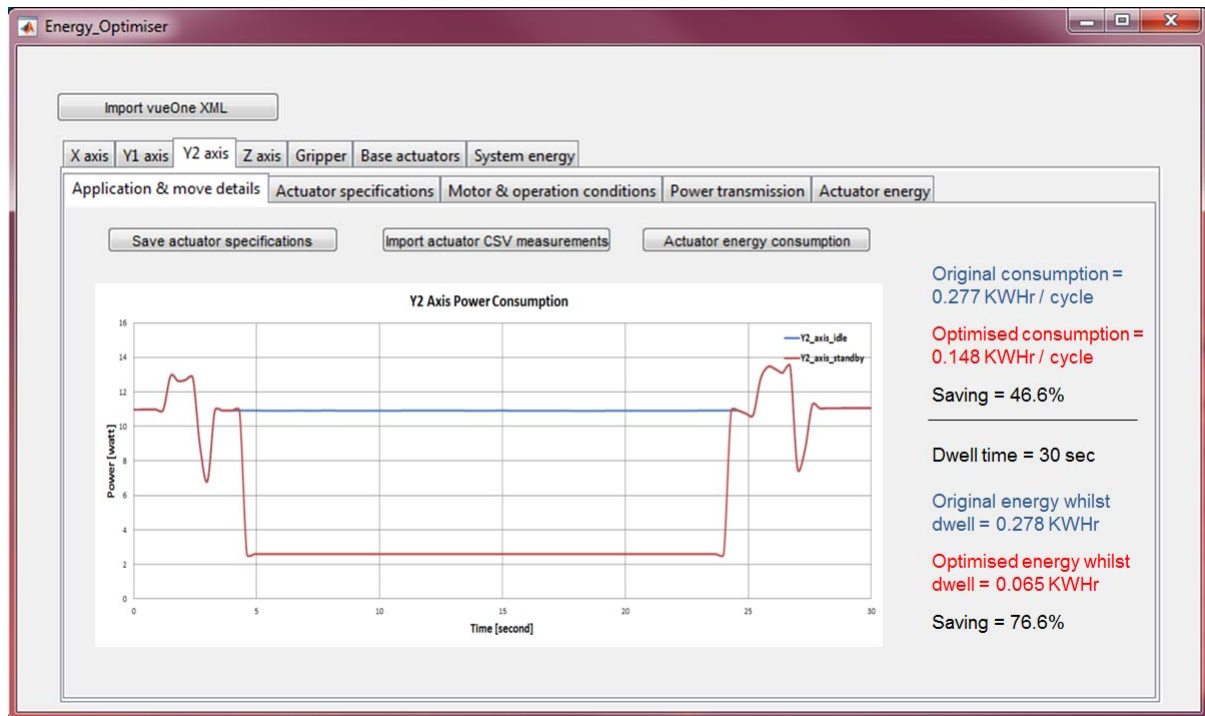 Energy_Optimiser
Import vueOne XML
X axis Y1 axis Y2 axis Z axis Gripper Base actuators System energy
Application & move details Actuator specifications Motor & operation conditions Power transmission Actuator energy
Save actuator specifications Import actuator CSV measurements Actuator energy consumption
Y2 Axis Power Consumption
Y2_axis_idle
Y2_axis_standby
16
14
12
10
8
6
4
2
0
Power [watt]
0 5 10 15 20 25 30
Time [second]
Original consumption =
0.277 KWHr / cycle
Optimised consumption =
0.148 KWHr / cycle
Saving = 46.6%
Dwell time = 30 sec
Original energy whilst
dwell = 0.278 KWHr
Optimised energy whilst
dwell = 0.065 KWHr
Saving = 76.6%